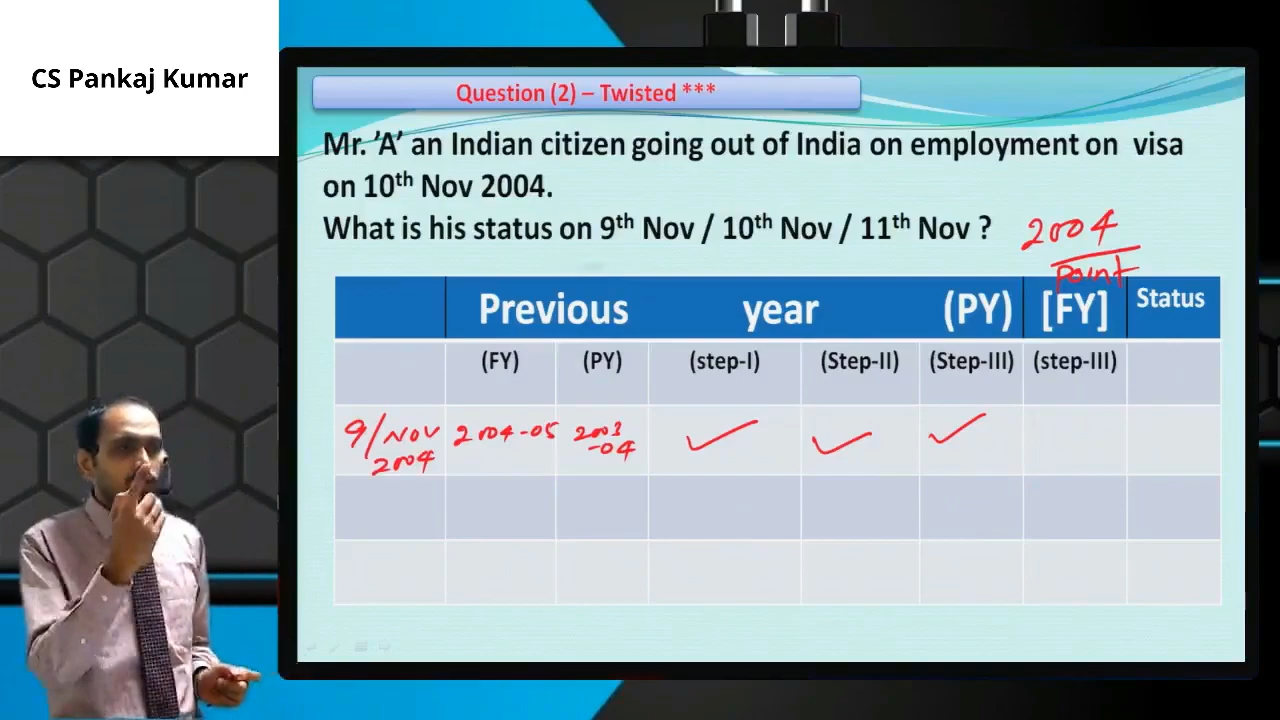 CS Pankaj Kumar
Question (2) – Twisted ***
Mr. ’A’ an Indian citizen going out of India on employment on visa
on 10th Nov 2004.
What is his status on 9th Nov / 10th Nov / 11th Nov ?
2004
Point
Previous year (PY) [FY] Status
(FY) (PY) (step-I) (Step-II) (Step-III) (step-III)
9/Nov 2004-05 2003
2004 -04